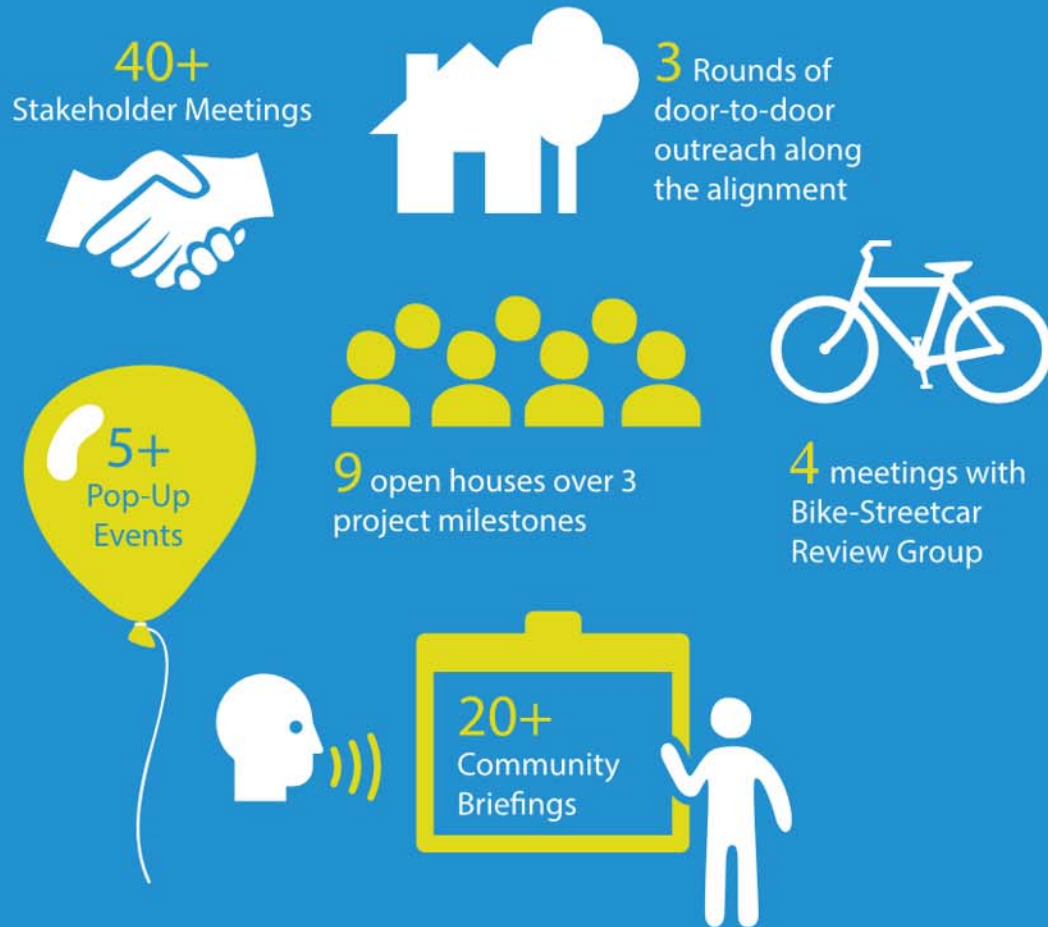 40+
Stakeholder Meetings
3 Rounds of
door-to-door
outreach along
the alignment
5+
Pop-Up
Events
9 open houses over 3
project milestones
4 meetings with
Bike-Streetcar
Review Group
20+
Community
Briefings